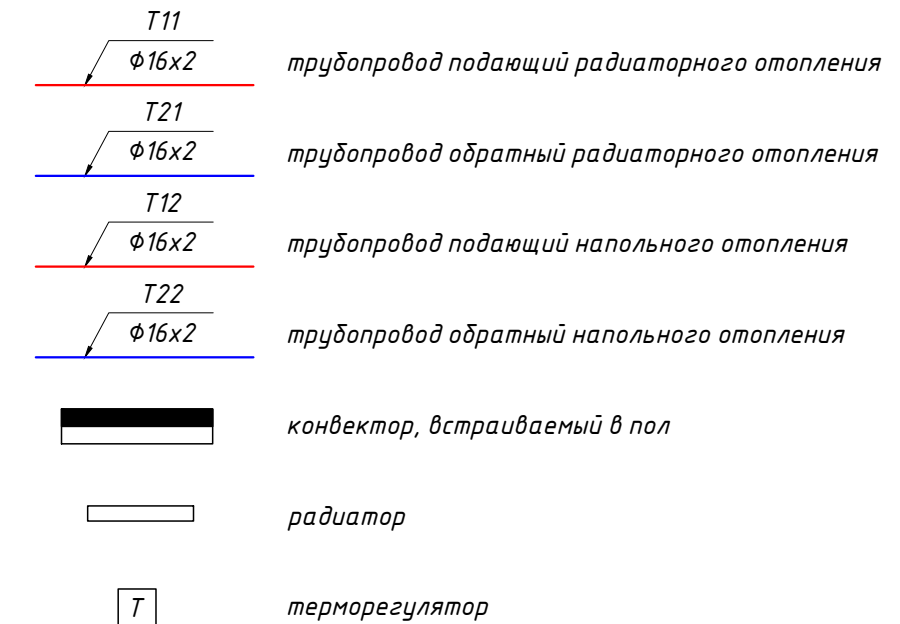 T11
Ф16х2
трубопровод подающий радиаторного отопления
T21
Ф16х2
трубопровод обратный радиаторного отопления
T12
Ф16х2
трубопровод подающий напольного отопления
T22
Ф16х2
трубопровод обратный напольного отопления
конвектор, встраиваемый в пол
радиатор
T
терморегулятор